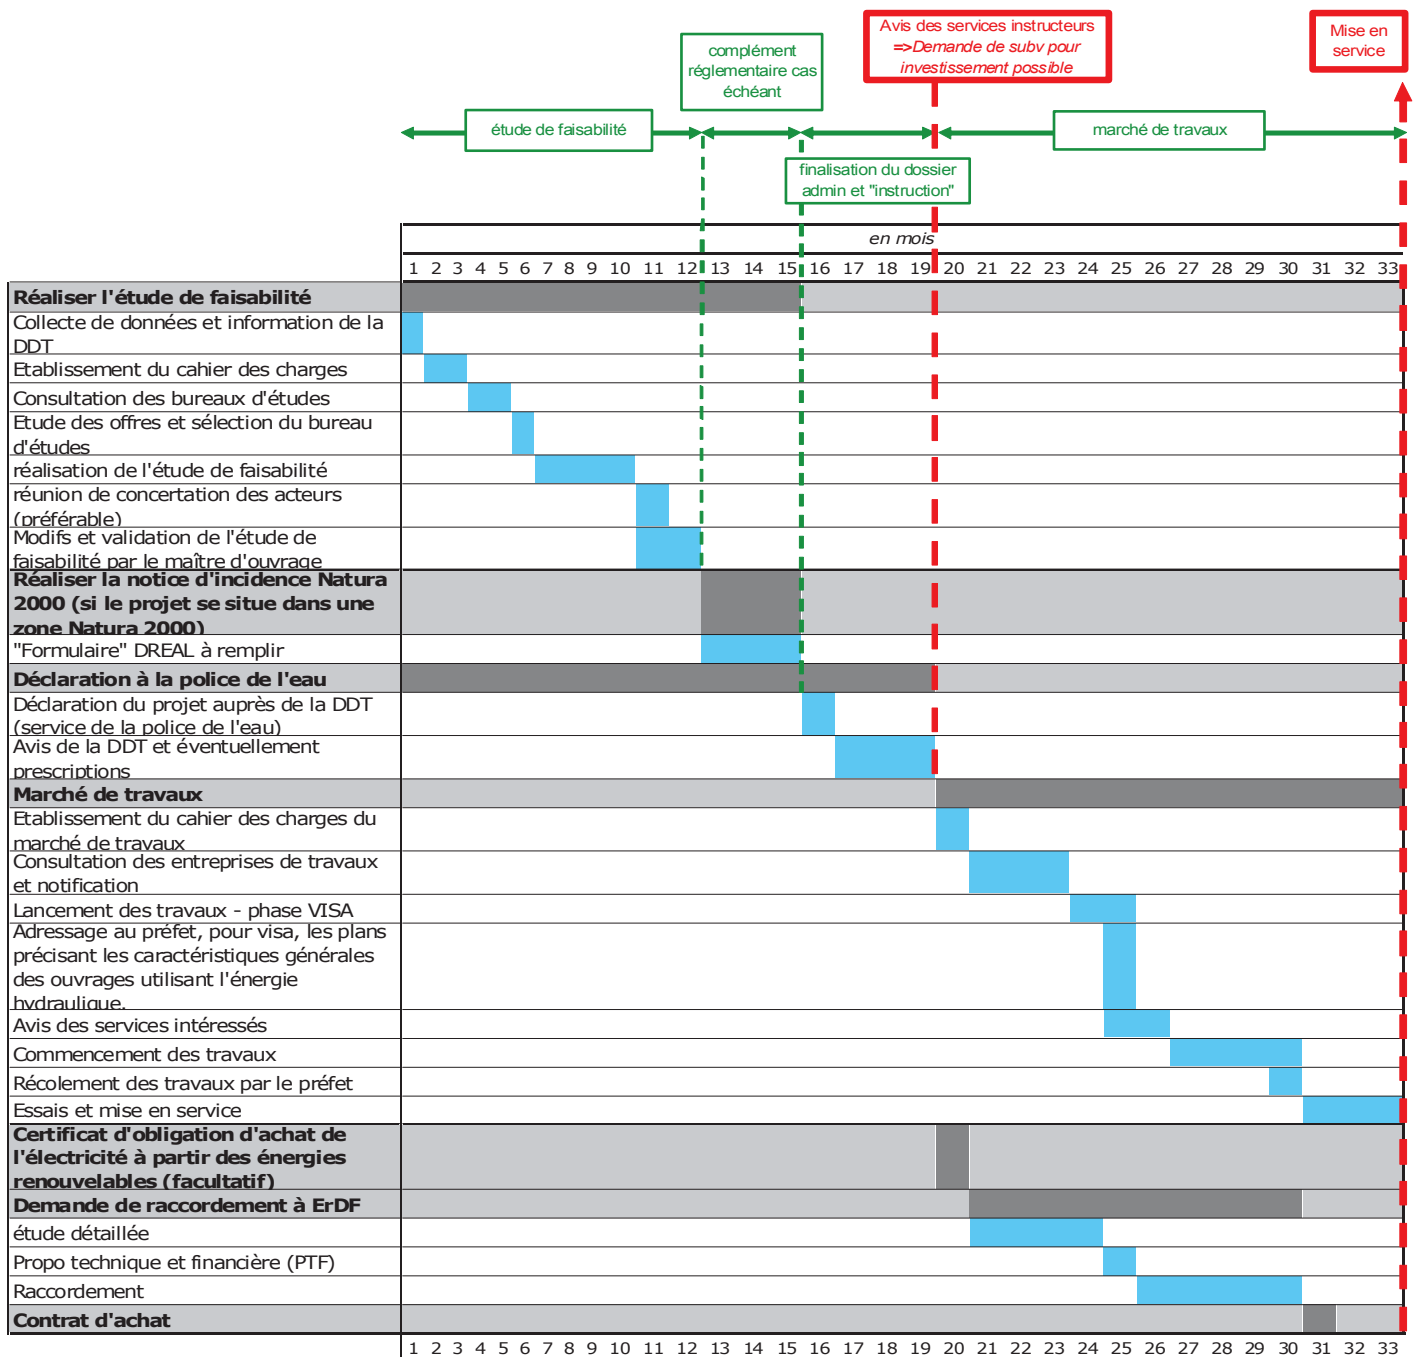 Avis des services instructeurs
=>Demande de subv pour
investissement possible
Mise en
service
complément
réglementaire cas
échéant
étude de faisabilité
marché de travaux
finalisation du dossier
admin et "instruction"
en mois
1 2 3 4 5 6 7 8 9 10 11 12 13 14 15 16 17 18 19 20 21 22 23 24 25 26 27 28 29 30 31 32 33
Réaliser l'étude de faisabilité
Collecte de données et information de la
DDT
Etablissement du cahier des charges
Consultation des bureaux d'études
Etude des offres et sélection du bureau
d'études
réalisation de l'étude de faisabilité
réunion de concertation des acteurs
(préférable)
Modifs et validation de l'étude de
faisabilité par le maître d'ouvrage
Réaliser la notice d'incidence Natura
2000 (si le projet se situe dans une
zone Natura 2000)
"Formulaire" DREAL à remplir
Déclaration à la police de l'eau
Déclaration du projet auprès de la DDT
(service de la police de l'eau)
Avis de la DDT et éventuellement
prescriptions
Marché de travaux
Etablissement du cahier des charges du
marché de travaux
Consultation des entreprises de travaux
et notification
Lancement des travaux - phase VISA
Adressage au préfet, pour visa, les plans
précisant les caractéristiques générales
des ouvrages utilisant l'énergie
hydraulique.
Avis des services intéressés
Commencement des travaux
Récolement des travaux par le préfet
Essais et mise en service
Certificat d'obligation d'achat de
l'électricité à partir des énergies
renouvelables (facultatif)
Demande de raccordement à ErDF
étude détaillée
Propo technique et financière (PTF)
Raccordement
Contrat d'achat
1 2 3 4 5 6 7 8 9 10 11 12 13 14 15 16 17 18 19 20 21 22 23 24 25 26 27 28 29 30 31 32 33